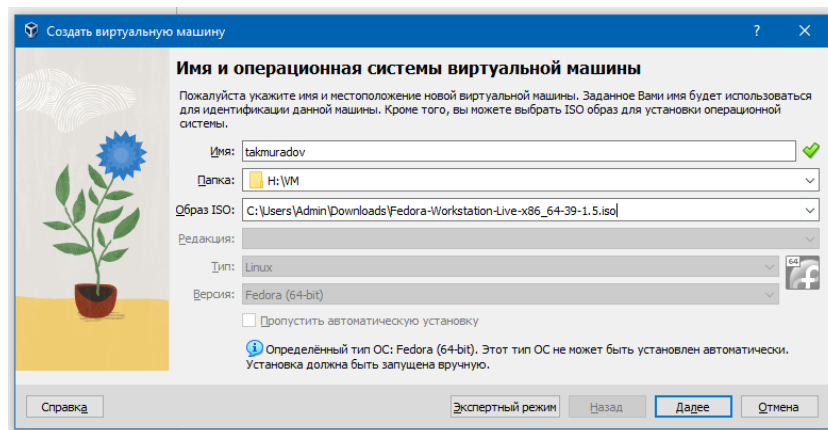 Создать виртуальную машину
?
Имя и операционная системы виртуальной машины
Пожалуйста укажите имя и местоположение новой виртуальной машины. Заданное Вами имя будет использоваться
для идентификации данной машины. Кроме того, вы можете выбрать ISO образ для установки операционной
системы.
Имя: takmuradov
Папка: H:\VM
Образ ISO: C:\Users\Admin\Downloads\Fedora-Workstation-Live-x86_64-39-1.5.iso
Редакция:
Тип: Linux
64
Версия: Fedora (64-bit)
Пропустить автоматическую установку
Определённый тип ОС: Fedora (64-bit). Этот тип ОС не может быть установлен автоматически.
Установка должна быть запущена вручную.
Справка Экспертный режим Назад Далее Отмена